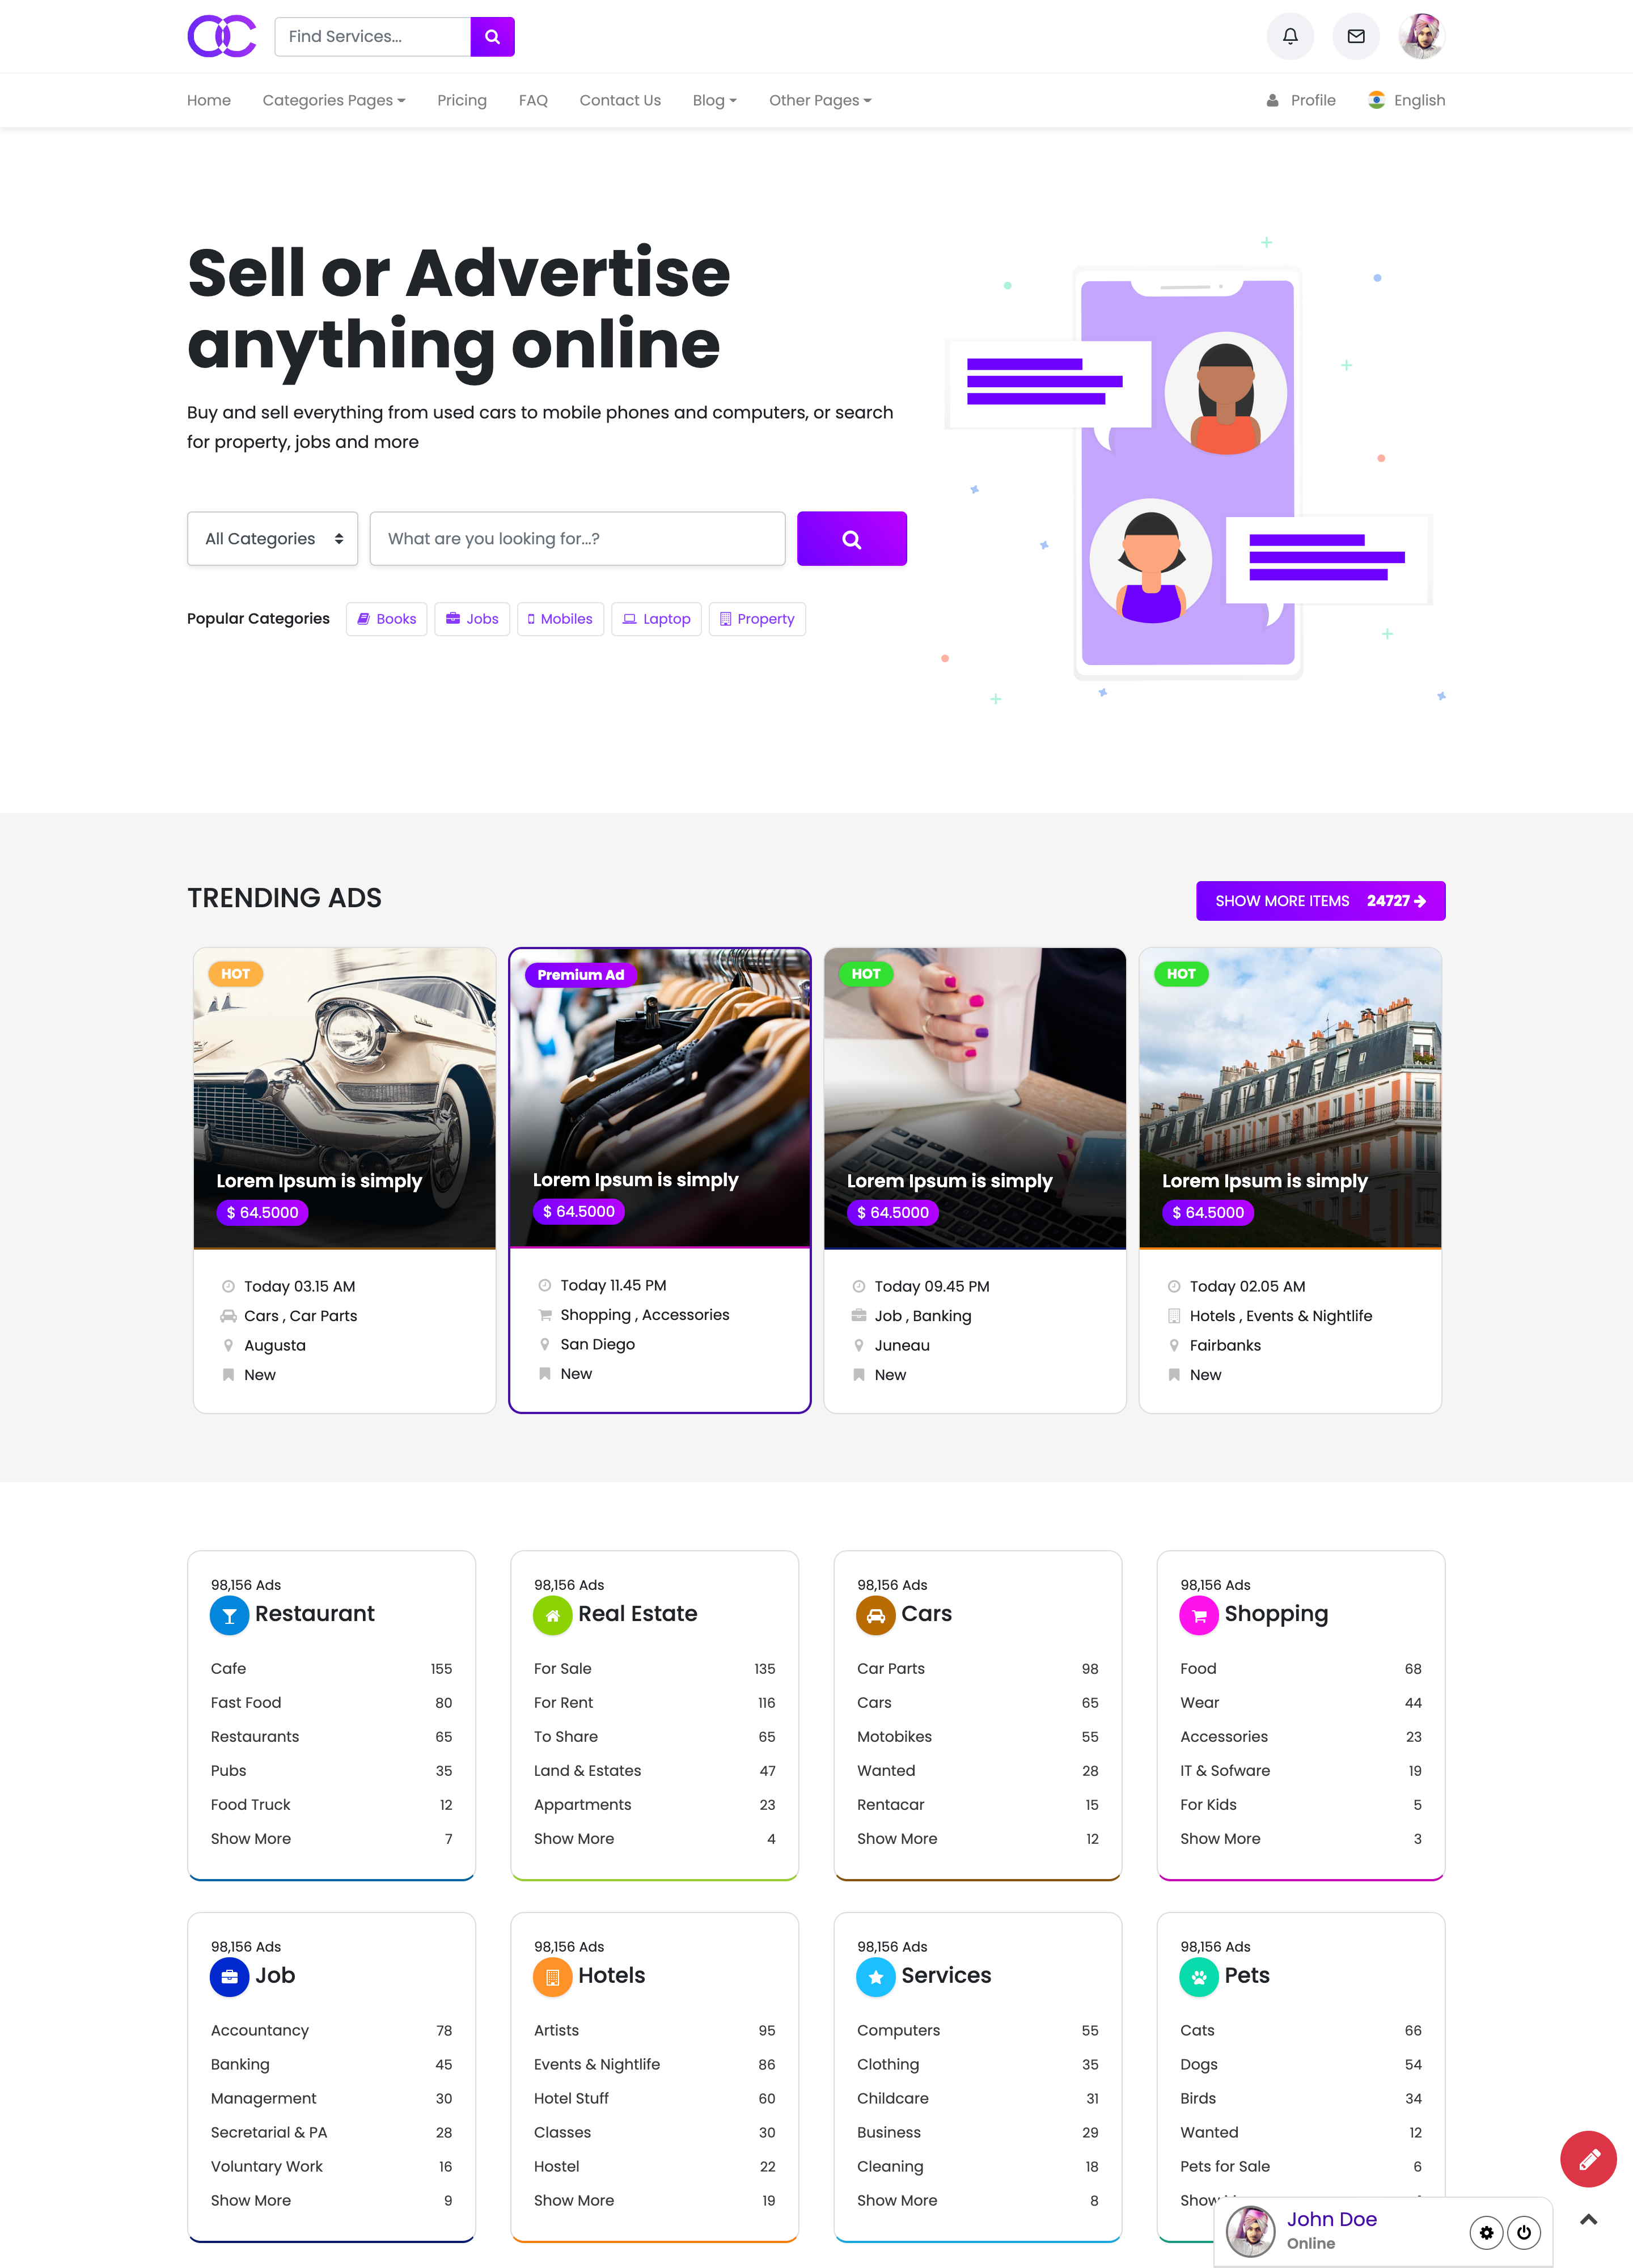 OC
Find Services...
Home Categories Pages Pricing FAQ Contact Us Blog Other Pages Profile English
Sell or Advertise
anything online
Buy and sell everything from used cars to mobile phones and computers, or search
for property, jobs and more
All Categories What are you looking for...?
Popular Categories Books Jobs Mobiles Laptop Property
TRENDING ADS
SHOW MORE ITEMS 24727
HOT
Lorem Ipsum is simply
$ 64.5000
Today 03.15 AM
Cars , Car Parts
Augusta
New
Premium Ad
Lorem Ipsum is simply
$ 64.5000
Today 11.45 PM
Shopping , Accessories
San Diego
New
HOT
Lorem Ipsum is simply
$ 64.5000
Today 09.45 PM
Job , Banking
Juneau
New
HOT
Lorem Ipsum is simply
$ 64.5000
Today 02.05 AM
Hotels , Events & Nightlife
Fairbanks
New
98,156 Ads
Restaurant
Cafe 155
Fast Food 80
Restaurants 65
Pubs 35
Food Truck 12
Show More 7
98,156 Ads
Real Estate
For Sale 135
For Rent 116
To Share 65
Land & Estates 47
Appartments 23
Show More 4
98,156 Ads
Cars
Car Parts 98
Cars 65
Motobikes 55
Wanted 28
Rentacar 15
Show More 12
98,156 Ads
Shopping
Food 68
Wear 44
Accessories 23
IT & Sofware 19
For Kids 5
Show More 3
98,156 Ads
Job
Accountancy 78
Banking 45
Managerment 30
Secretarial & PA 28
Voluntary Work 16
Show More 9
98,156 Ads
Hotels
Artists 95
Events & Nightlife 86
Hotel Stuff 60
Classes 30
Hostel 22
Show More 19
98,156 Ads
Services
Computers 55
Clothing 35
Childcare 31
Business 29
Cleaning 18
Show More 8
98,156 Ads
Pets
Cats 66
Dogs 54
Birds 34
Wanted 12
Pets for Sale 6
Show
John Doe
Online